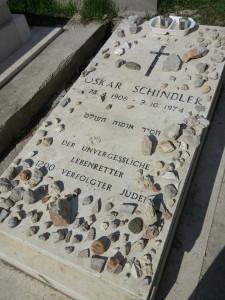 OSKAR SCHINDLER
28.4.1908 - 9.10.1974
חסיד אומות העולם
DER UNVERGESSLICHE
LEBENRETTER
1200 VERFOLGTER JUDEN